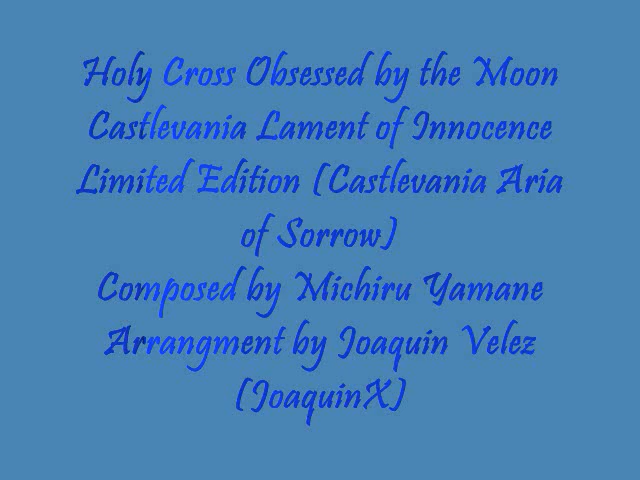 Holy Cross Obsessed by the Moon
Castlevania Lament of Innocence
Limited Edition (Castlevania Aria
of Sorrow)
Composed by Michiru Yamane
Arrangment by Joaquin Velez
(JoaquinX)